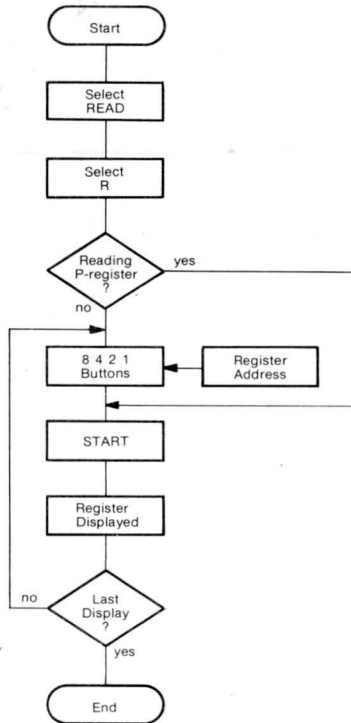 Start
Select
READ
Select
R
Reading
P-register
?
yes
no
8 4 2 1
Buttons
Register
Address
START
Register
Displayed
no
Last
Display
?
yes
End